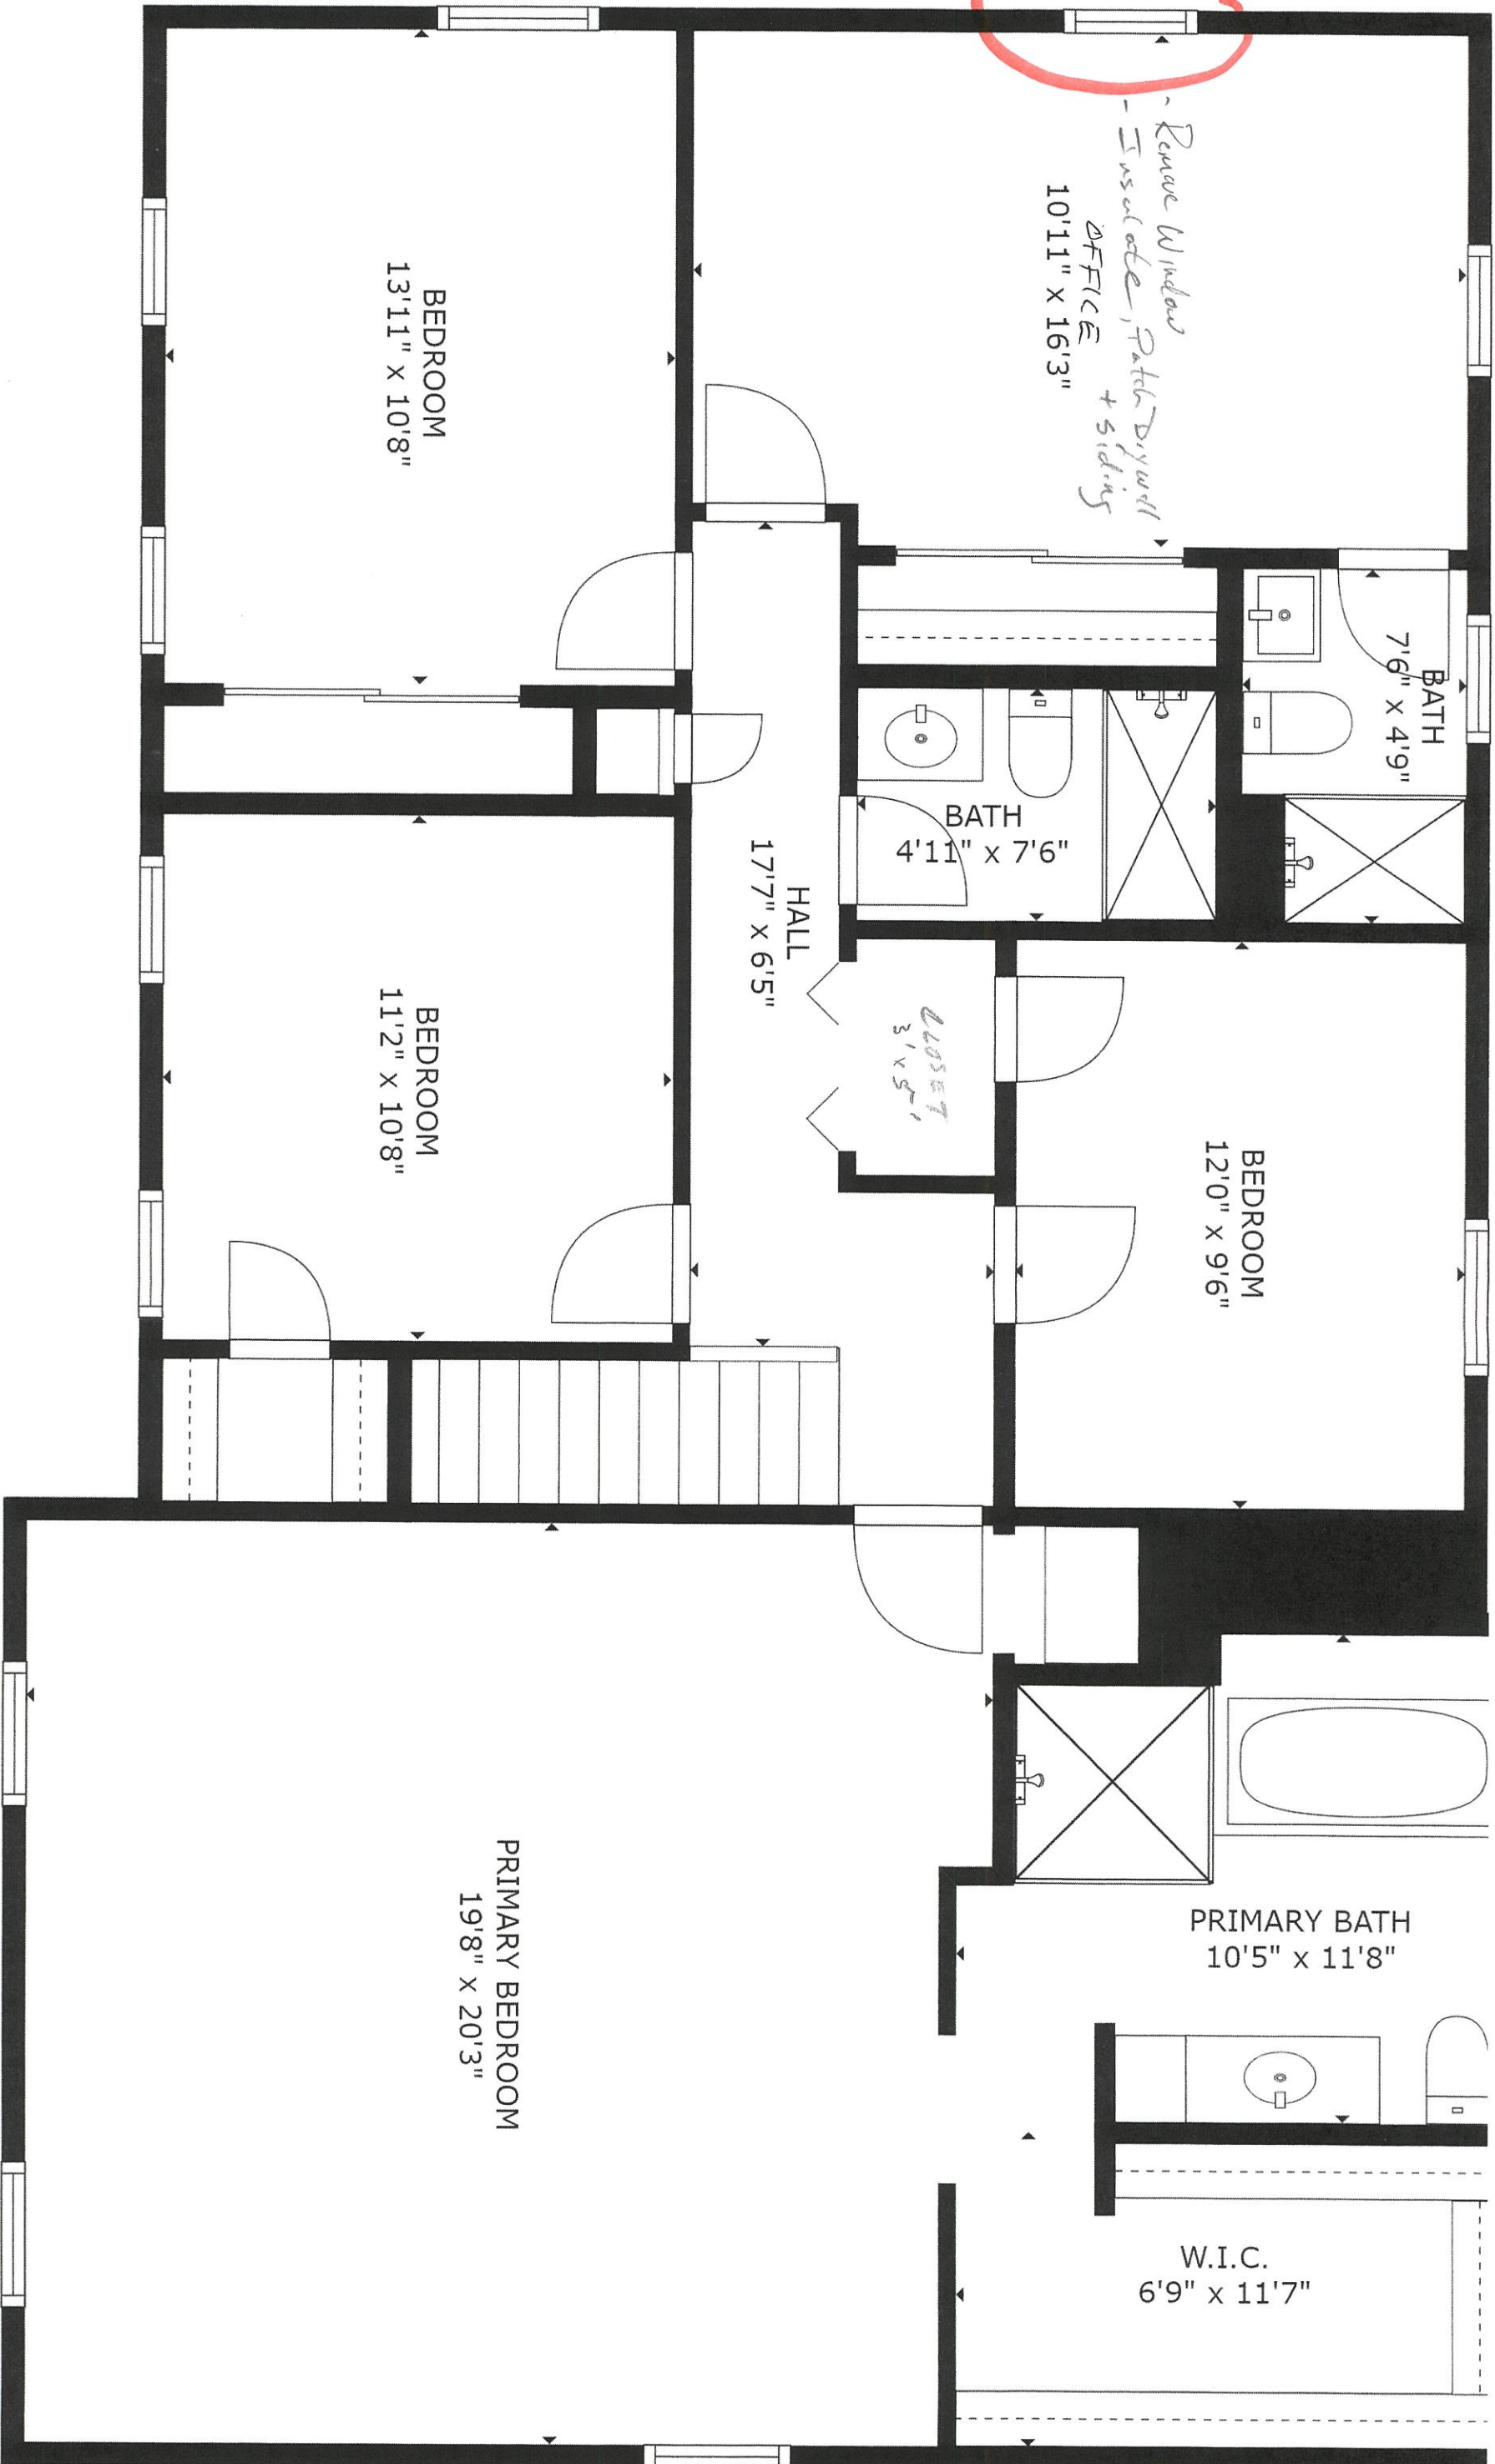 - Remove Window
- Insulate, Patch Drywall
+ siding
OFFICE
10'11" x 16'3"
BATH
7'6" x 4'9"
BEDROOM
13'11" x 10'8"
BATH
4'11" x 7'6"
HALL
17'7" x 6'5"
CLOSET
3' x 5'
BEDROOM
12'0" x 9'6"
BEDROOM
11'2" x 10'8"
PRIMARY BATH
10'5" x 11'8"
PRIMARY BEDROOM
19'8" x 20'3"
W.I.C.
6'9" x 11'7"